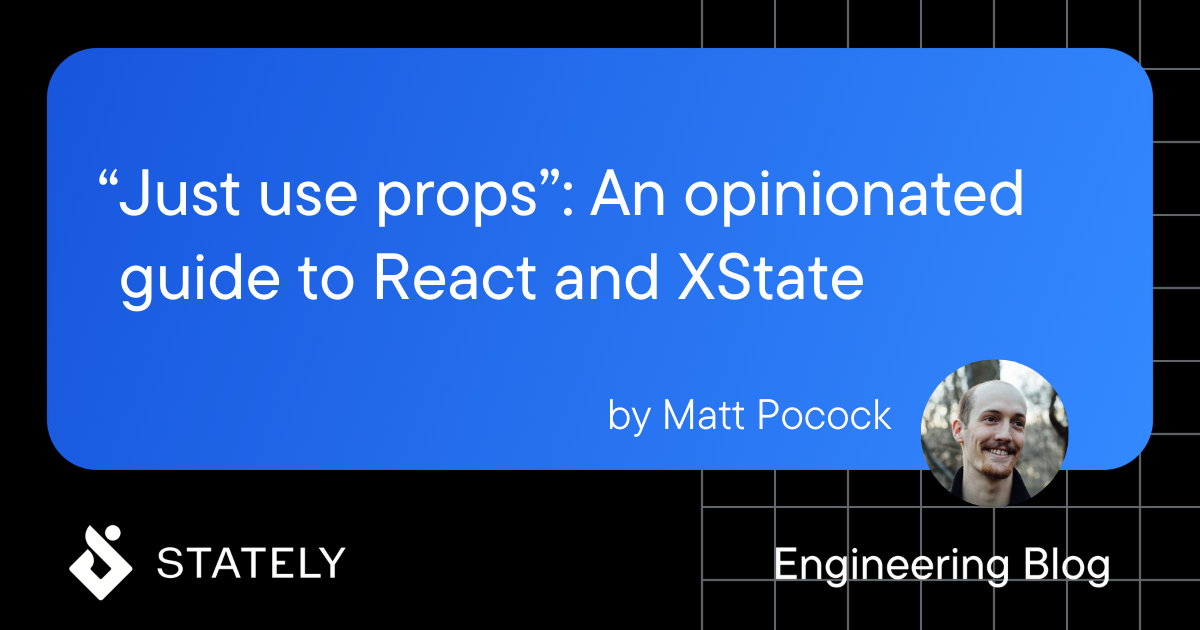 “Just use props”: An opinionated
guide to React and XState
by Matt Pocock
STATELY
Engineering Blog